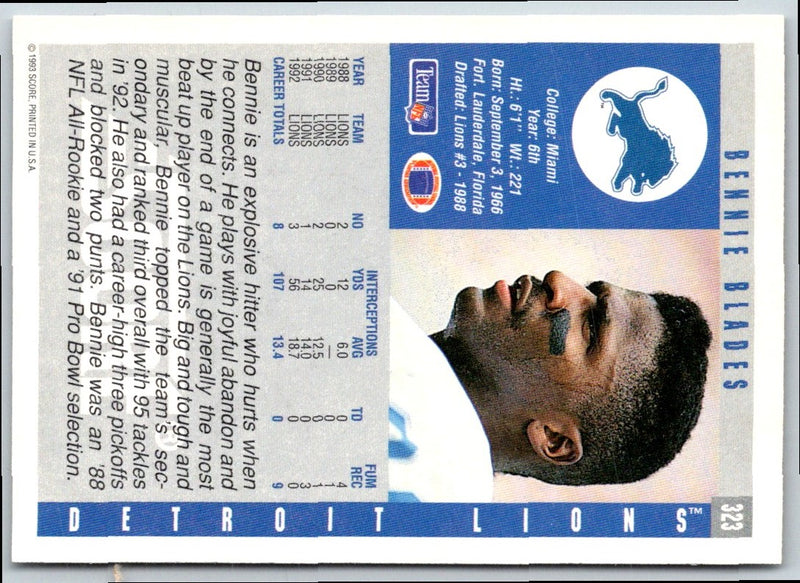 BENNIE BLADES
323
College: Miami
Year: 6th
Ht.: 6'1" Wt.: 221
Born: September 3, 1966
Fort. Lauderdale, Florida
Drafted: Lions #3 - 1988
Team NFL
DETROIT LIONS™
INTERCEPTIONS FUM
YEAR TEAM NO YDS AVG TD REC
1988 LIONS 2 12 6.0 0 4
1989 LIONS 0 0 — 0 1
1990 LIONS 2 25 12.5 0 1
1991 LIONS 1 14 14.0 0 3
1992 LIONS 3 56 18.7 0 0
CAREER TOTALS 8 107 13.4 0 9
Bennie is an explosive hitter who hurts when
he connects. He plays with joyful abandon and
by the end of a game is generally the most
beat up player on the Lions. Big and tough and
muscular, Bennie topped the team's sec-
ondary and ranked third overall with 95 tackles
in '92. He also had a career-high three pickoffs
and blocked two punts. Bennie was an '88
NFL All-Rookie and a '91 Pro Bowl selection.
© 1993 SCORE, PRINTED IN U.S.A.